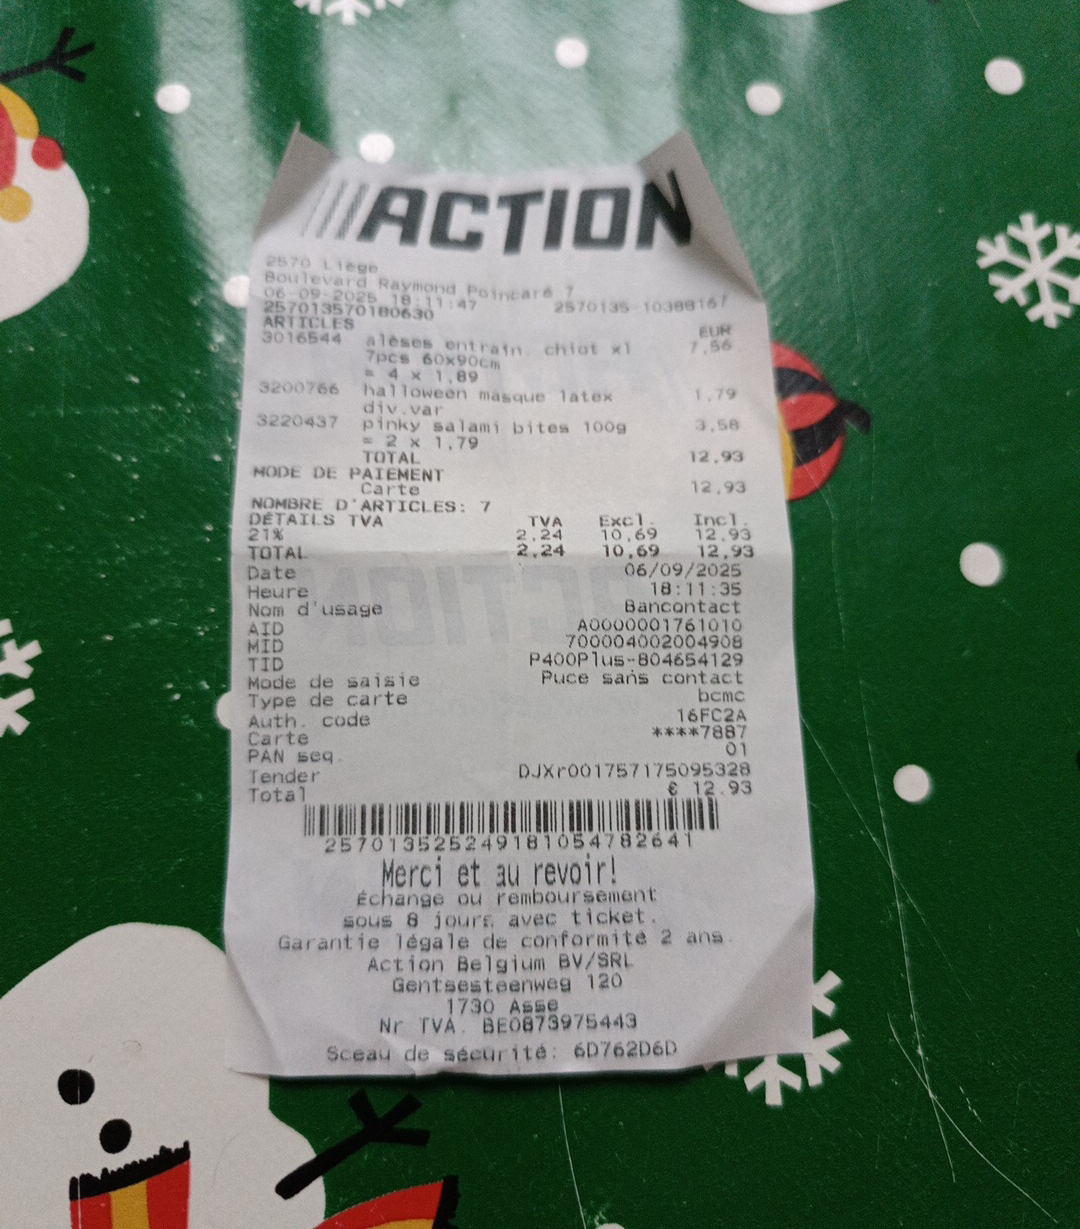 ACTION
2570 Liège
Boulevard Raymond Poincaré 7
06-09-2025 18:11:47 2570135-10388167
257013570180630
ARTICLES EUR
3016544 alèses entrain. chiot x1 7,56
7pcs 60x90cm
= 4 x 1,89
3200766 halloween masque latex 1,79
div.var
3220437 pinky salami bites 100g 3,58
= 2 x 1,79
TOTAL 12,93
MODE DE PAIEMENT
Carte 12,93
NOMBRE D'ARTICLES: 7
DÉTAILS TVA TVA Excl. Incl.
21% 2,24 10,69 12,93
TOTAL 2,24 10,69 12,93
Date 06/09/2025
Heure 18:11:35
Nom d'usage Bancontact
AID A0000001761010
MID 700004002004908
TID P400Plus-804654129
Mode de saisie Puce sans contact
Type de carte bcmc
Auth. code 16FC2A
Carte ****7887
PAN seq. 01
Tender DJXr001757175095328
Total € 12.93
257013525249181054782641
Merci et au revoir!
Échange ou remboursement
sous 8 jours avec ticket.
Garantie légale de conformité 2 ans.
Action Belgium BV/SRL
Gentsesteenweg 120
1730 Asse
Nr TVA. BE0873975443
Sceau de sécurité: 6D762D6D